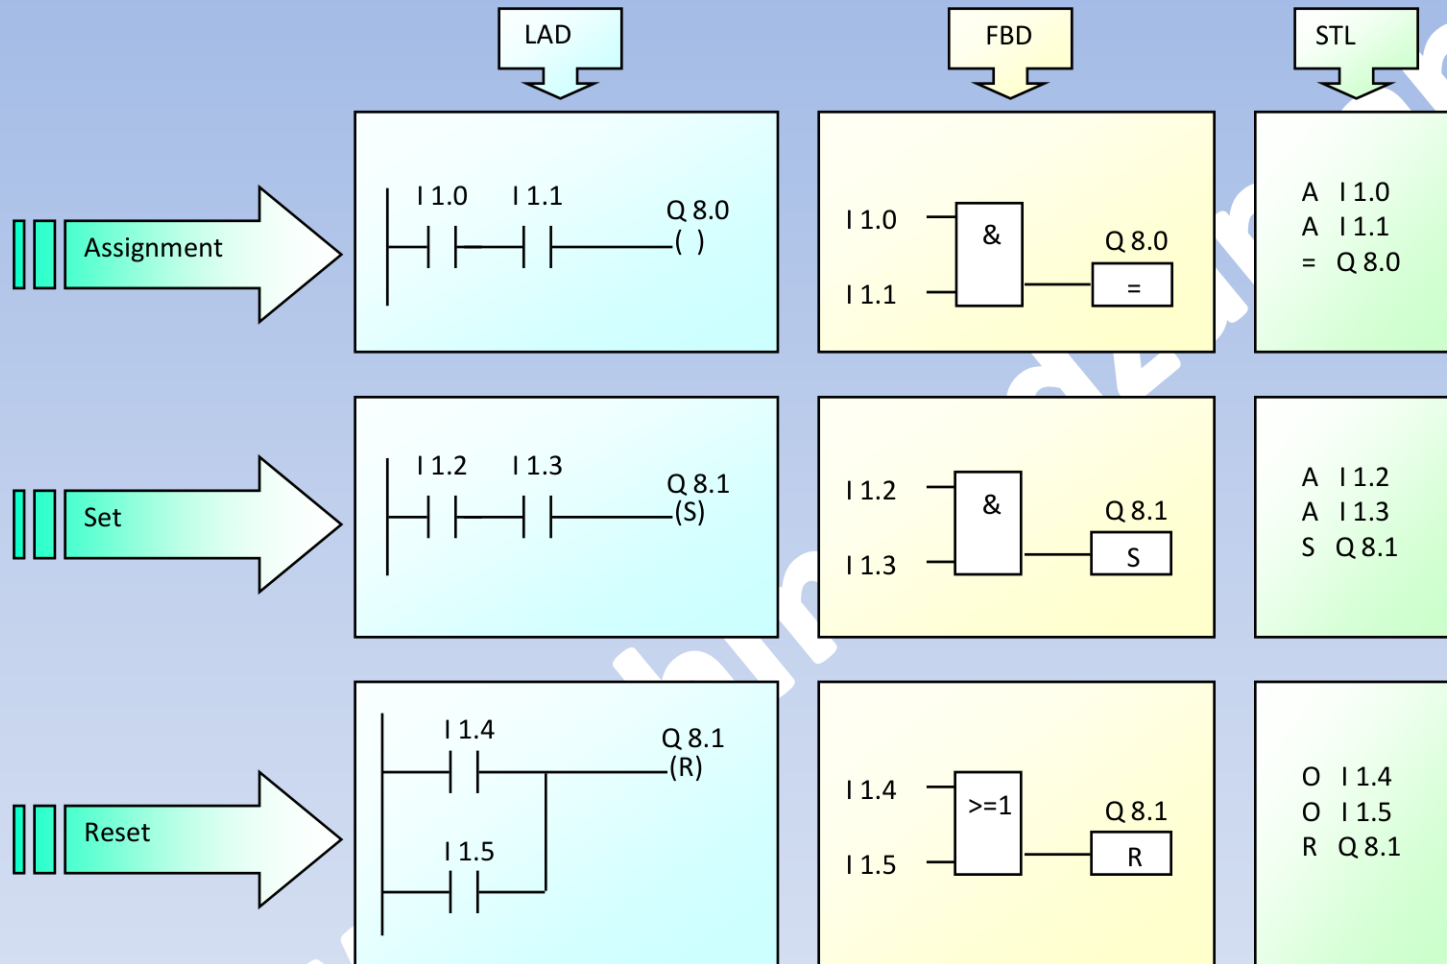 LAD
FBD
STL
Assignment
I 1.0 I 1.1
Q 8.0
( )
I 1.0
&
I 1.1
Q 8.0
=
A I 1.0
A I 1.1
= Q 8.0
Set
I 1.2 I 1.3
Q 8.1
(S)
I 1.2
&
I 1.3
Q 8.1
S
A I 1.2
A I 1.3
S Q 8.1
Reset
I 1.4
Q 8.1
(R)
I 1.5
I 1.4
>=1
I 1.5
Q 8.1
R
O I 1.4
O I 1.5
R Q 8.1